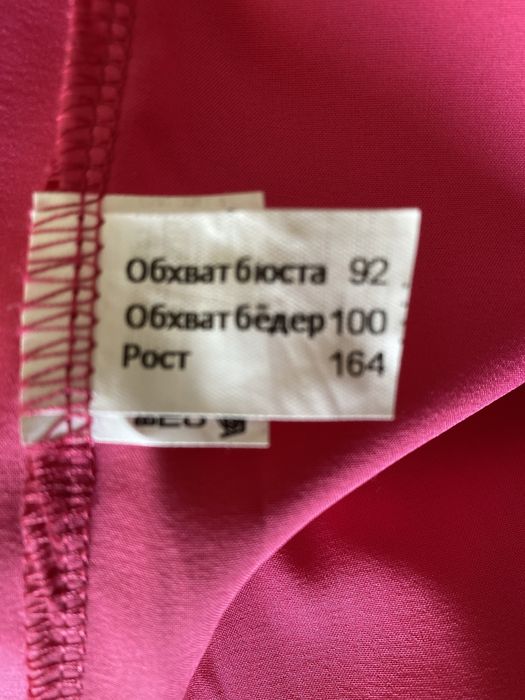 Обхват бюста 92
Обхват бёдер 100
Рост 164